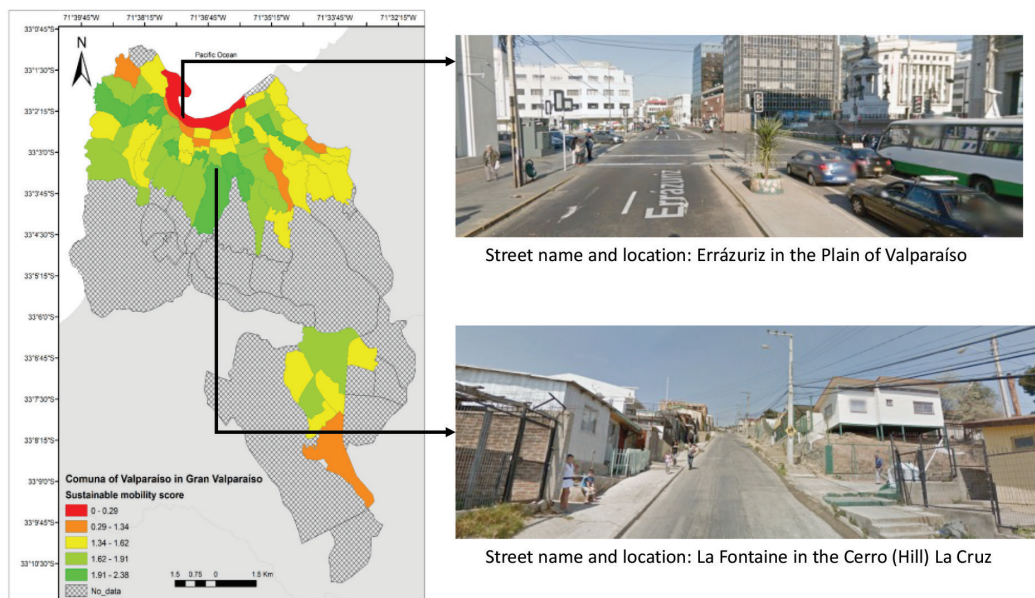 71°39'45"W 71°38'15"W 71°36'45"W 71°35'15"W 71°33'45"W 71°32'15"W
33°0'45"S
33°1'30"S
33°2'15"S
33°3'0"S
33°3'45"S
33°4'30"S
33°5'15"S
33°6'0"S
33°6'45"S
33°7'30"S
33°8'15"S
33°9'0"S
33°9'45"S
33°10'30"S
N
Pacific Ocean
Comuna of Valparaíso in Gran Valparaíso
Sustainable mobility score
0 - 0.29
0.29 - 1.34
1.34 - 1.62
1.62 - 1.91
1.91 - 2.38
No_data
1.5 0.75 0 1.5 Km
Errázuriz
Street name and location: Errázuriz in the Plain of Valparaíso
Street name and location: La Fontaine in the Cerro (Hill) La Cruz